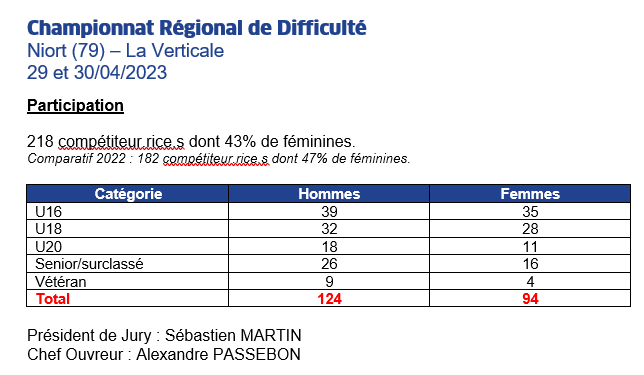 Championnat Régional de Difficulté
Niort (79) – La Verticale
29 et 30/04/2023
Participation
218 compétiteur.rice.s dont 43% de féminines.
Comparatif 2022 : 182 compétiteur.rice.s dont 47% de féminines.
Catégorie Hommes Femmes
U16 39 35
U18 32 28
U20 18 11
Senior/surclassé 26 16
Vétéran 9 4
Total 124 94
Président de Jury : Sébastien MARTIN
Chef Ouvreur : Alexandre PASSEBON